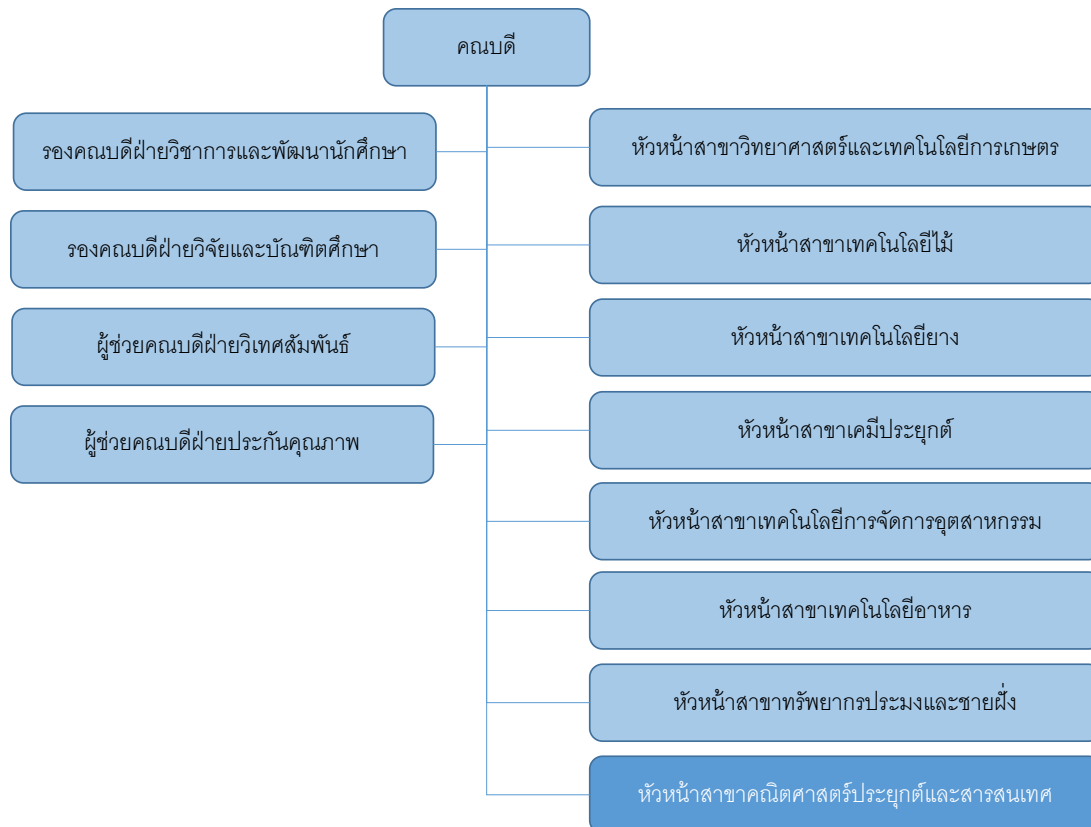 คณบดี
รองคณบดีฝ่ายวิชาการและพัฒนานักศึกษา
รองคณบดีฝ่ายวิจัยและบัณฑิตศึกษา
ผู้ช่วยคณบดีฝ่ายวิเทศสัมพันธ์
ผู้ช่วยคณบดีฝ่ายประกันคุณภาพ
หัวหน้าสาขาวิทยาศาสตร์และเทคโนโลยีการเกษตร
หัวหน้าสาขาเทคโนโลยีไม้
หัวหน้าสาขาเทคโนโลยียาง
หัวหน้าสาขาเคมีประยุกต์
หัวหน้าสาขาเทคโนโลยีการจัดการอุตสาหกรรม
หัวหน้าสาขาเทคโนโลยีอาหาร
หัวหน้าสาขาทรัพยากรประมงและชายฝั่ง
หัวหน้าสาขาคณิตศาสตร์ประยุกต์และสารสนเทศ